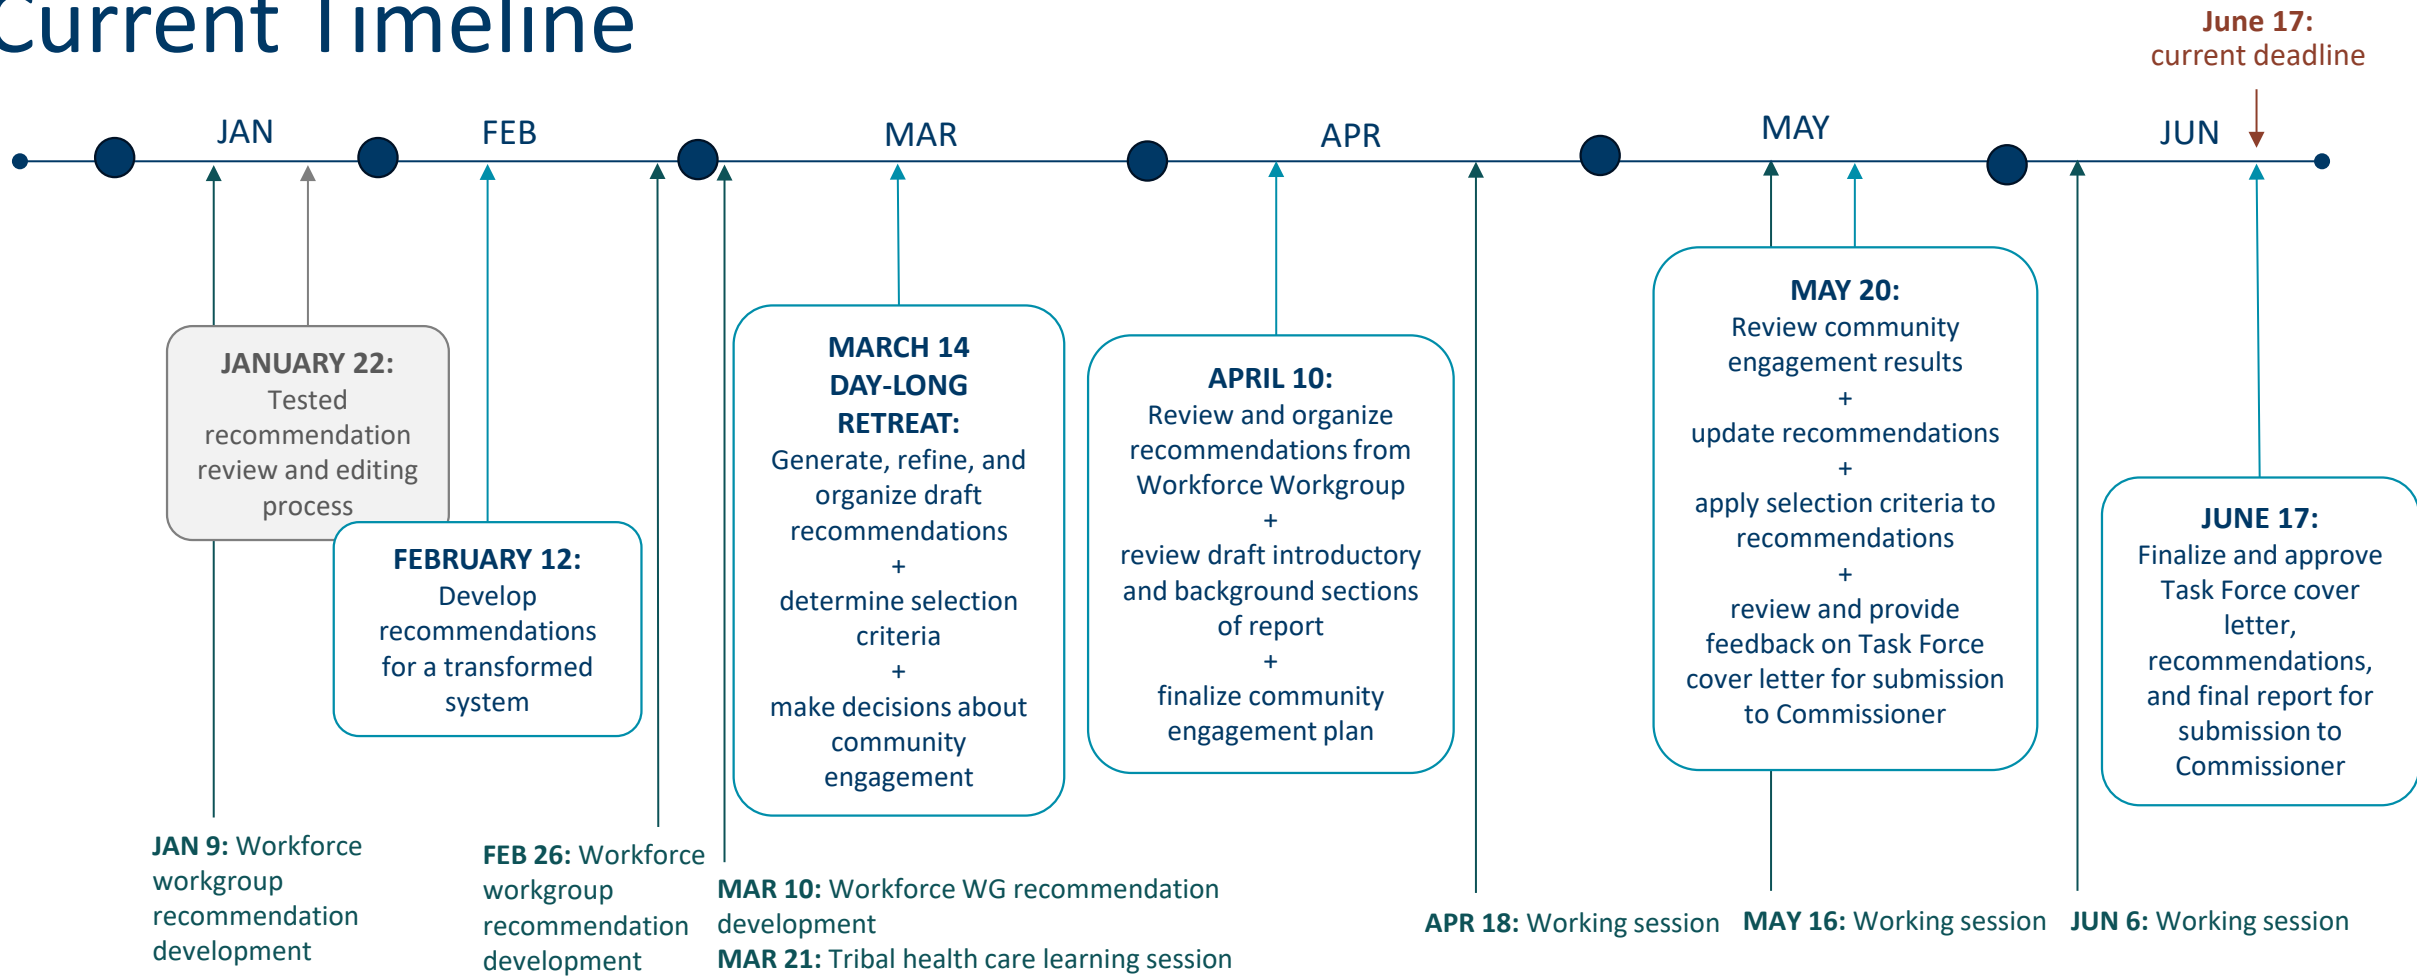 Current Timeline
June 17:
current deadline
JAN
FEB
MAR
APR
MAY
JUN
JANUARY 22:
Tested
recommendation
review and editing
process
FEBRUARY 12:
Develop
recommendations
for a transformed
system
MARCH 14
DAY-LONG
RETREAT:
Generate, refine, and
organize draft
recommendations
+
determine selection
criteria
+
make decisions about
community
engagement
APRIL 10:
Review and organize
recommendations from
Workforce Workgroup
+
review draft introductory
and background sections
of report
+
finalize community
engagement plan
MAY 20:
Review community
engagement results
+
update recommendations
+
apply selection criteria to
recommendations
+
review and provide
feedback on Task Force
cover letter for submission
to Commissioner
JUNE 17:
Finalize and approve
Task Force cover
letter,
recommendations,
and final report for
submission to
Commissioner
JAN 9: Workforce
workgroup
recommendation
development
FEB 26: Workforce
workgroup
recommendation
development
MAR 10: Workforce WG recommendation
development
MAR 21: Tribal health care learning session
APR 18: Working session
MAY 16: Working session
JUN 6: Working session